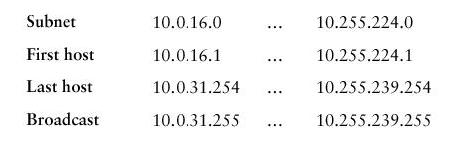 Subnet 10.0.16.0 ... 10.255.224.0
First host 10.0.16.1 ... 10.255.224.1
Last host 10.0.31.254 ... 10.255.239.254
Broadcast 10.0.31.255 ... 10.255.239.255